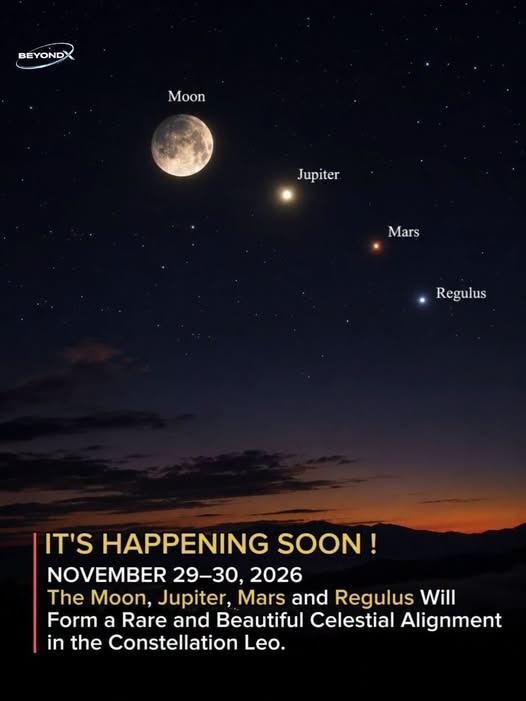 BEYONDX
Moon
Jupiter
Mars
Regulus
IT'S HAPPENING SOON !
NOVEMBER 29–30, 2026
The Moon, Jupiter, Mars and Regulus Will
Form a Rare and Beautiful Celestial Alignment
in the Constellation Leo.